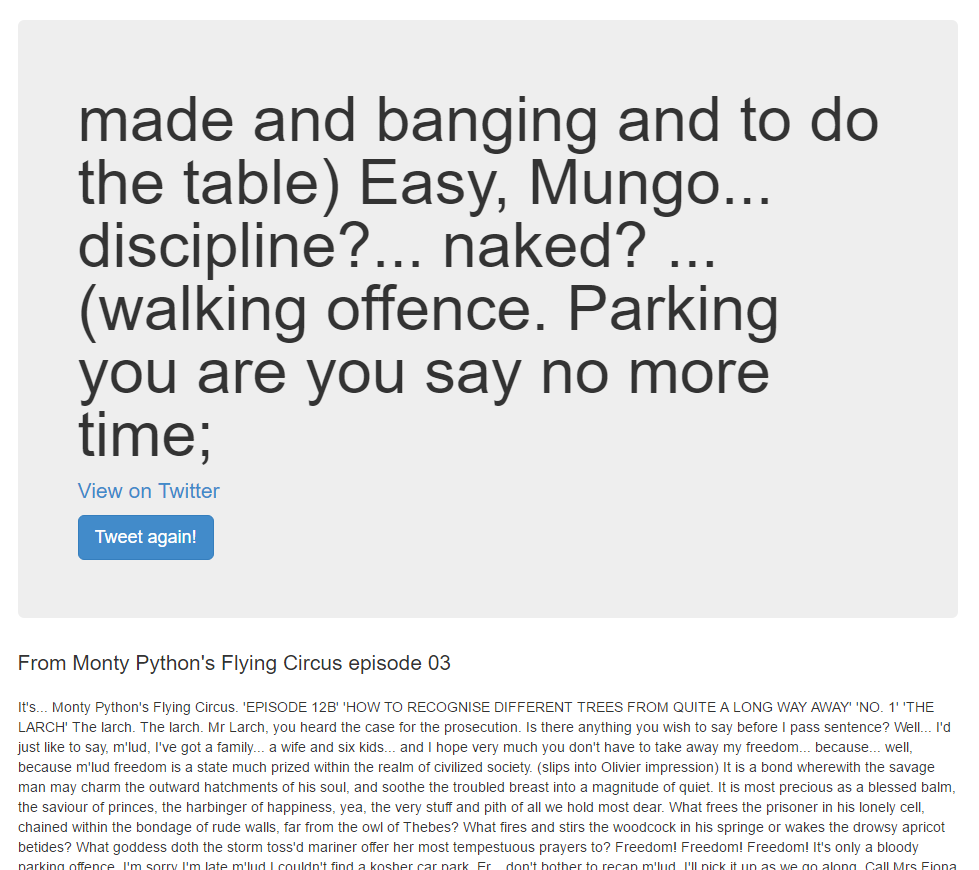 made and banging and to do
the table) Easy, Mungo...
discipline?... naked? ...
(walking offence. Parking
you are you say no more
time;
View on Twitter
Tweet again!
From Monty Python's Flying Circus episode 03
It's... Monty Python's Flying Circus. 'EPISODE 12B' 'HOW TO RECOGNISE DIFFERENT TREES FROM QUITE A LONG WAY AWAY' 'NO. 1' 'THE
LARCH' The larch. The larch. Mr Larch, you heard the case for the prosecution. Is there anything you wish to say before I pass sentence? Well... I'd
just like to say, m'lud, I've got a family... a wife and six kids... and I hope very much you don't have to take away my freedom... because... well,
because m'lud freedom is a state much prized within the realm of civilized society. (slips into Olivier impression) It is a bond wherewith the savage
man may charm the outward hatchments of his soul, and soothe the troubled breast into a magnitude of quiet. It is most precious as a blessed balm,
the saviour of princes, the harbinger of happiness, yea, the very stuff and pith of all we hold most dear. What frees the prisoner in his lonely cell,
chained within the bondage of rude walls, far from the owl of Thebes? What fires and stirs the woodcock in his springe or wakes the drowsy apricot
betides? What goddess doth the storm toss'd mariner offer her most tempestuous prayers to? Freedom! Freedom! Freedom! It's only a bloody
parking offence. I'm sorry I'm late m'lud I couldn't find a kosher car park. Er... don't bother to recap m'lud, I'll pick it up as we go along. Call Mrs Fiona